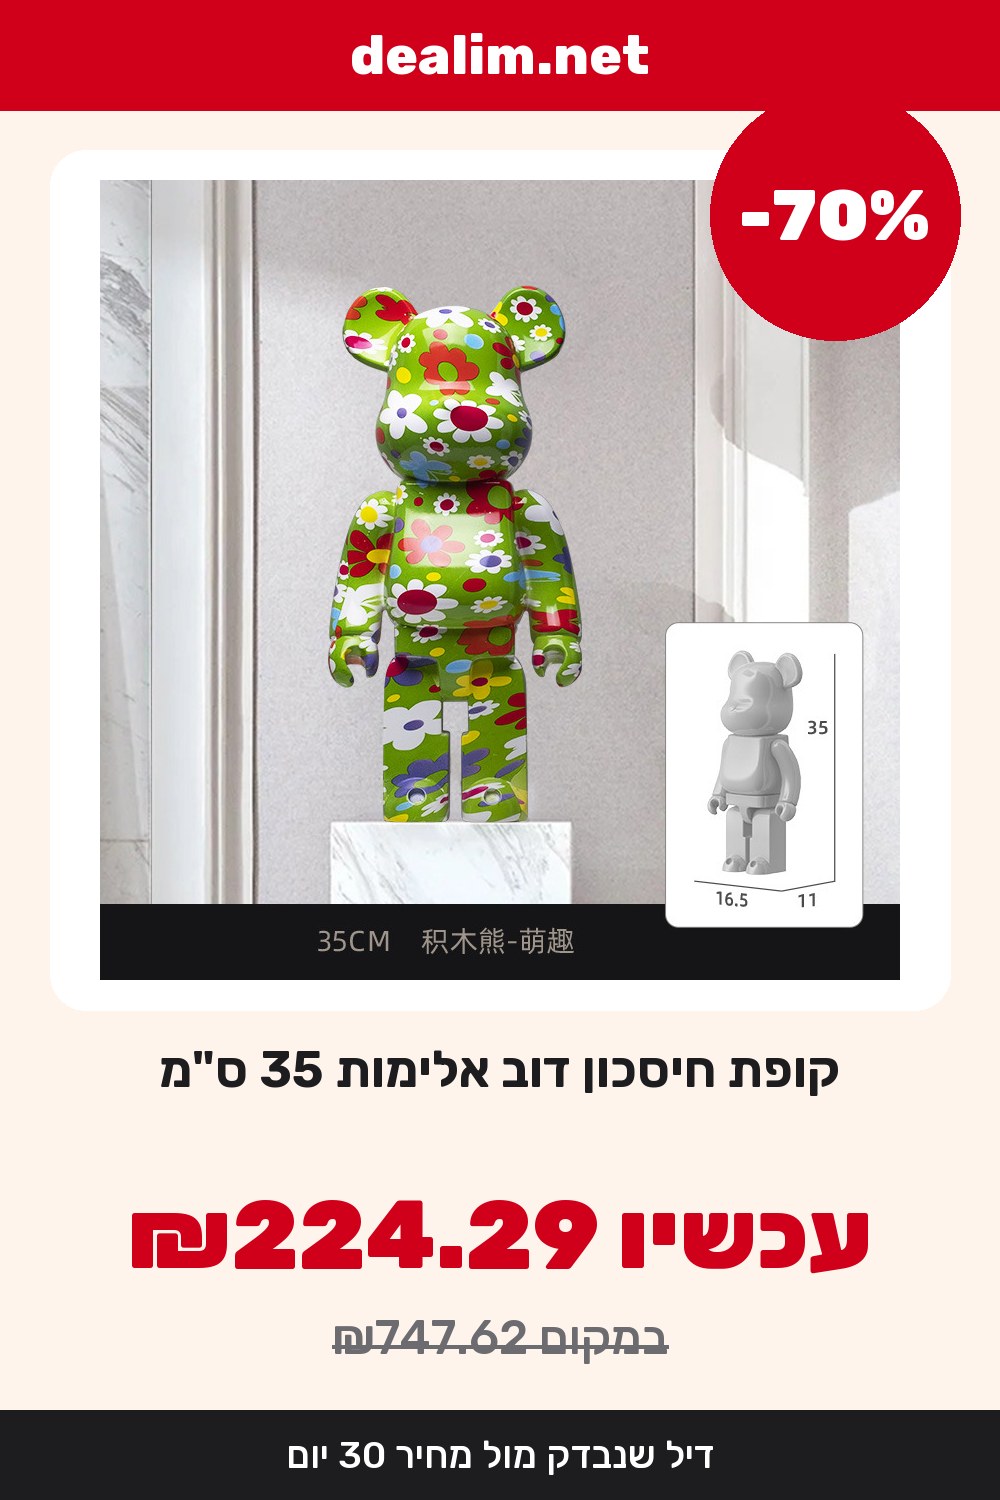 dealim.net
-70%
35
16.5
11
35CM 积木熊-萌趣
קופת חיסכון דוב אלימות 35 ס"מ
עכשיו 224.29₪
במקום 747.62₪
דיל שנבדק מול מחיר 30 יום